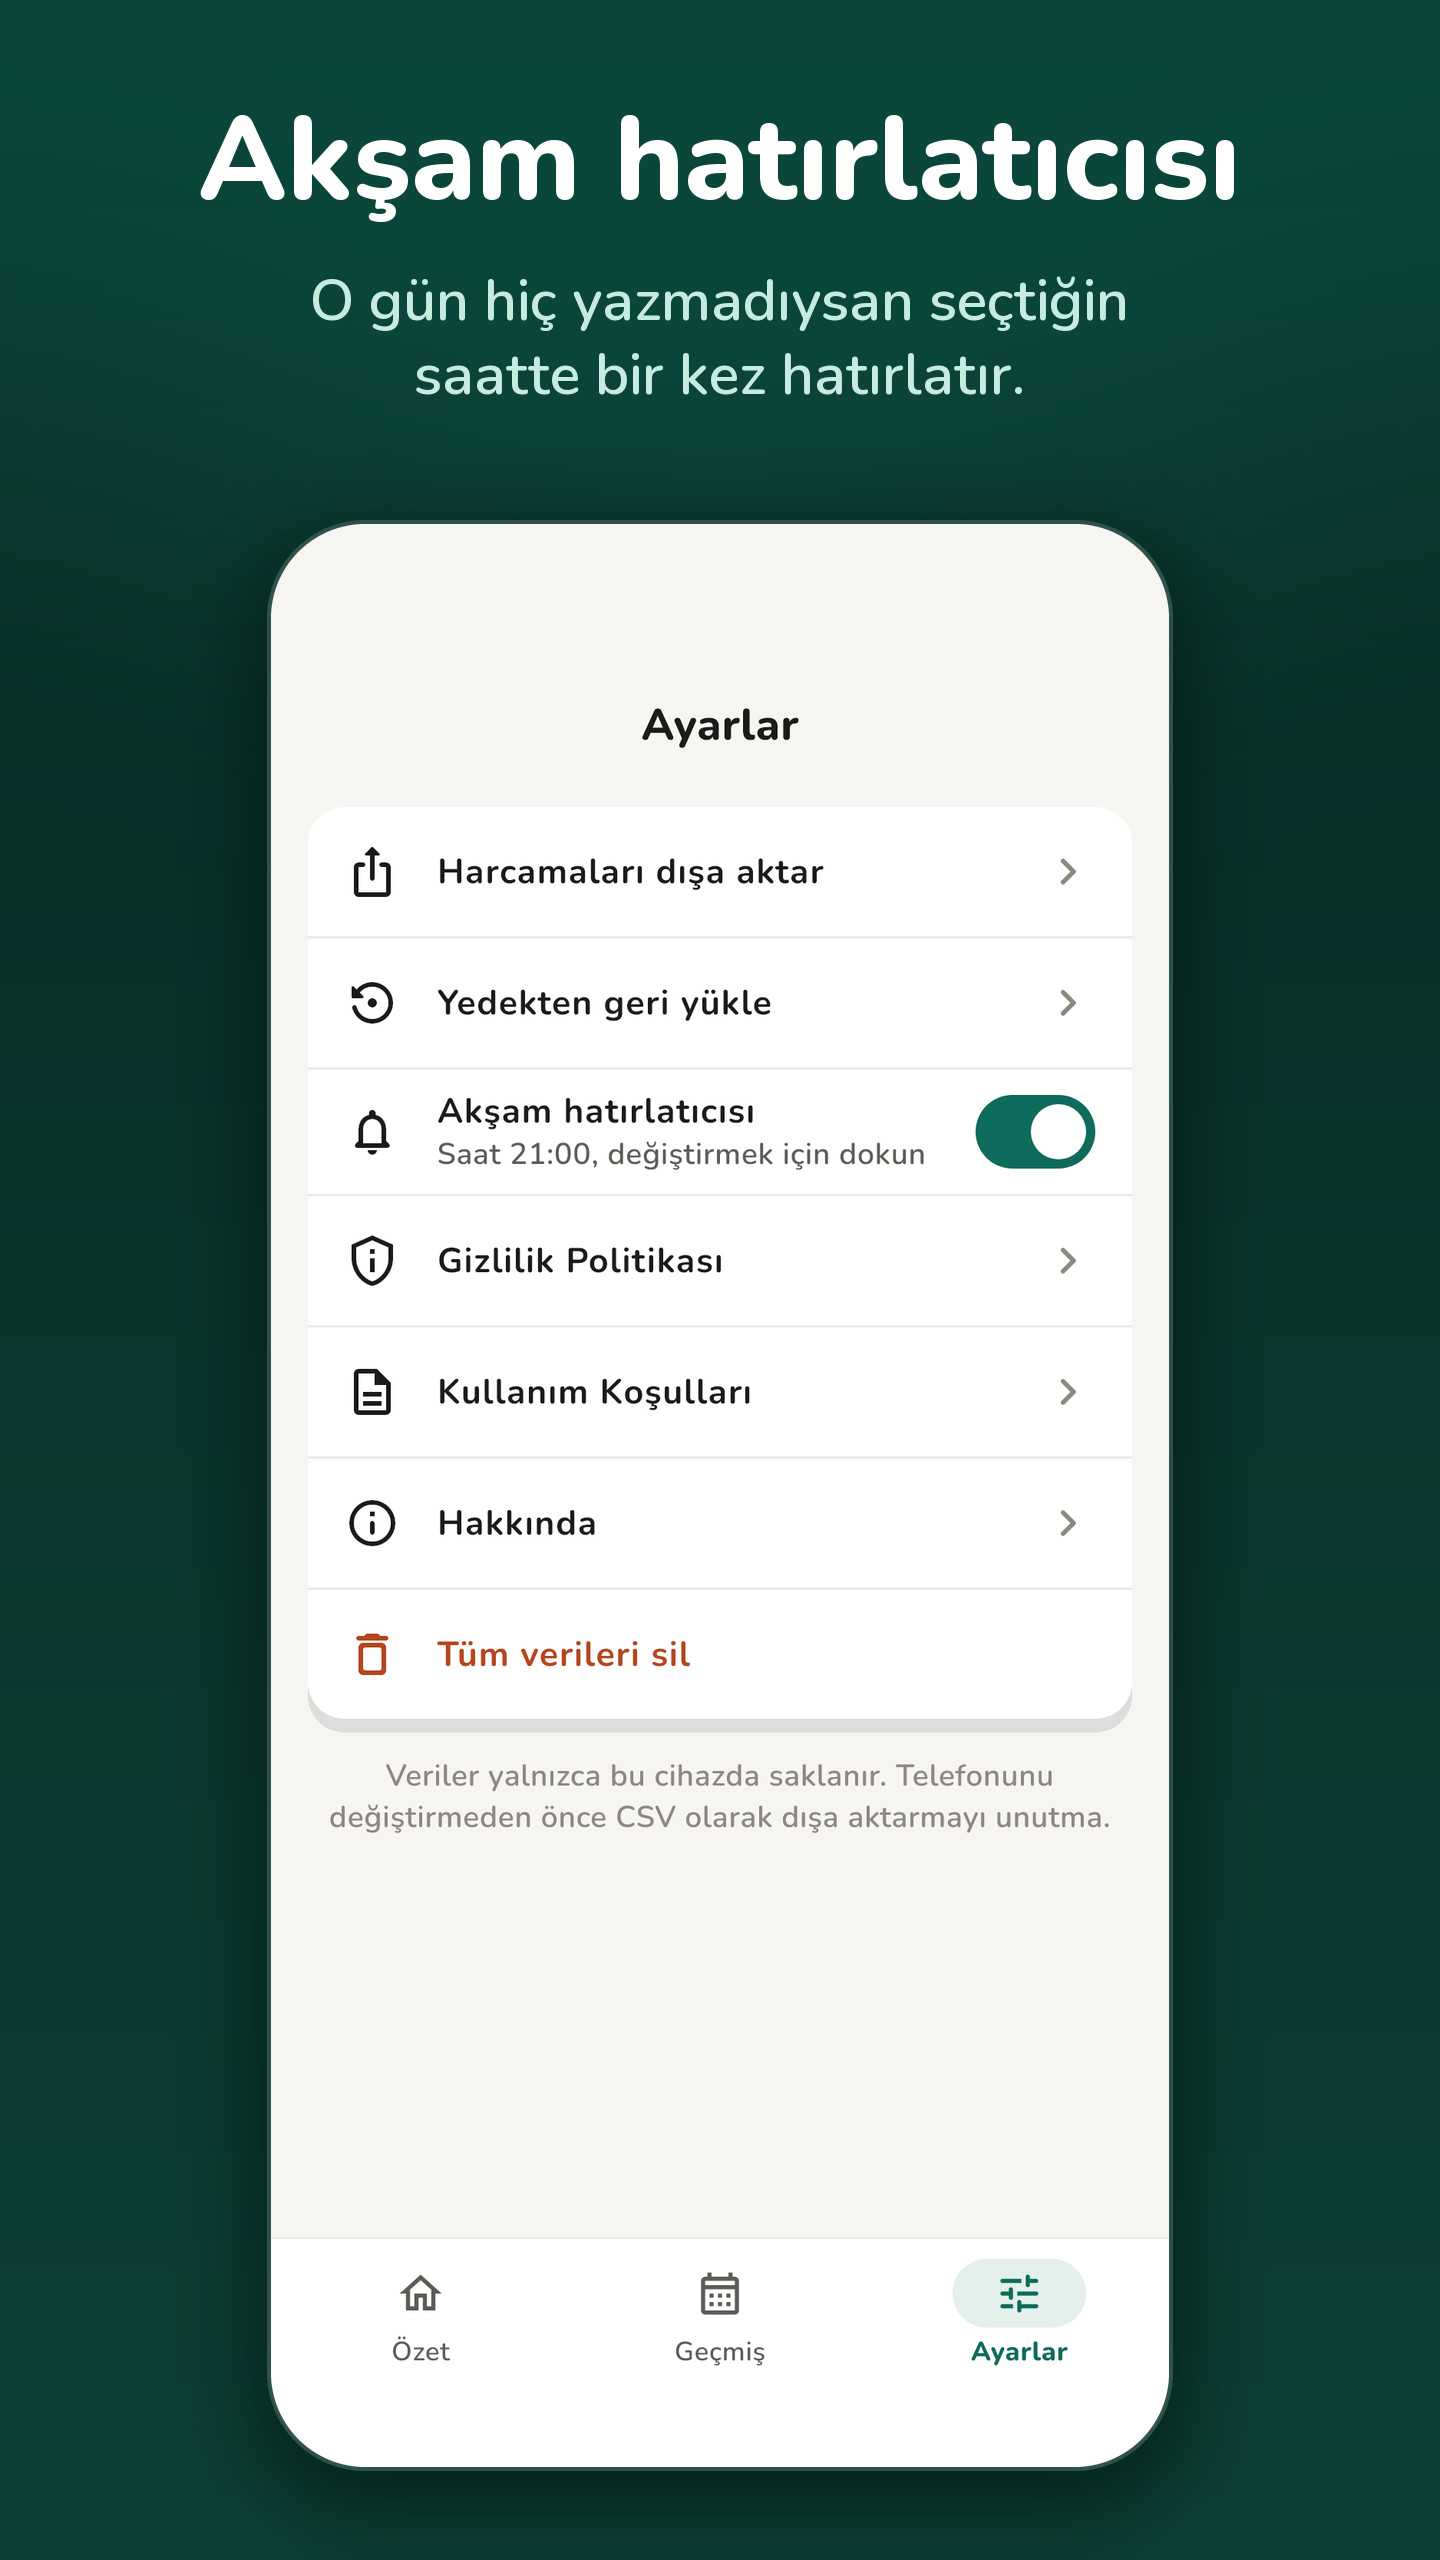 Akşam hatırlatıcısı
O gün hiç yazmadıysan seçtiğin
saatte bir kez hatırlatır.
Ayarlar
Harcamaları dışa aktar
Yedekten geri yükle
Akşam hatırlatıcısı
Saat 21:00, değiştirmek için dokun
Gizlilik Politikası
Kullanım Koşulları
Hakkında
Tüm verileri sil
Veriler yalnızca bu cihazda saklanır. Telefonunu
değiştirmeden önce CSV olarak dışa aktarmayı unutma.
Özet
Geçmiş
Ayarlar